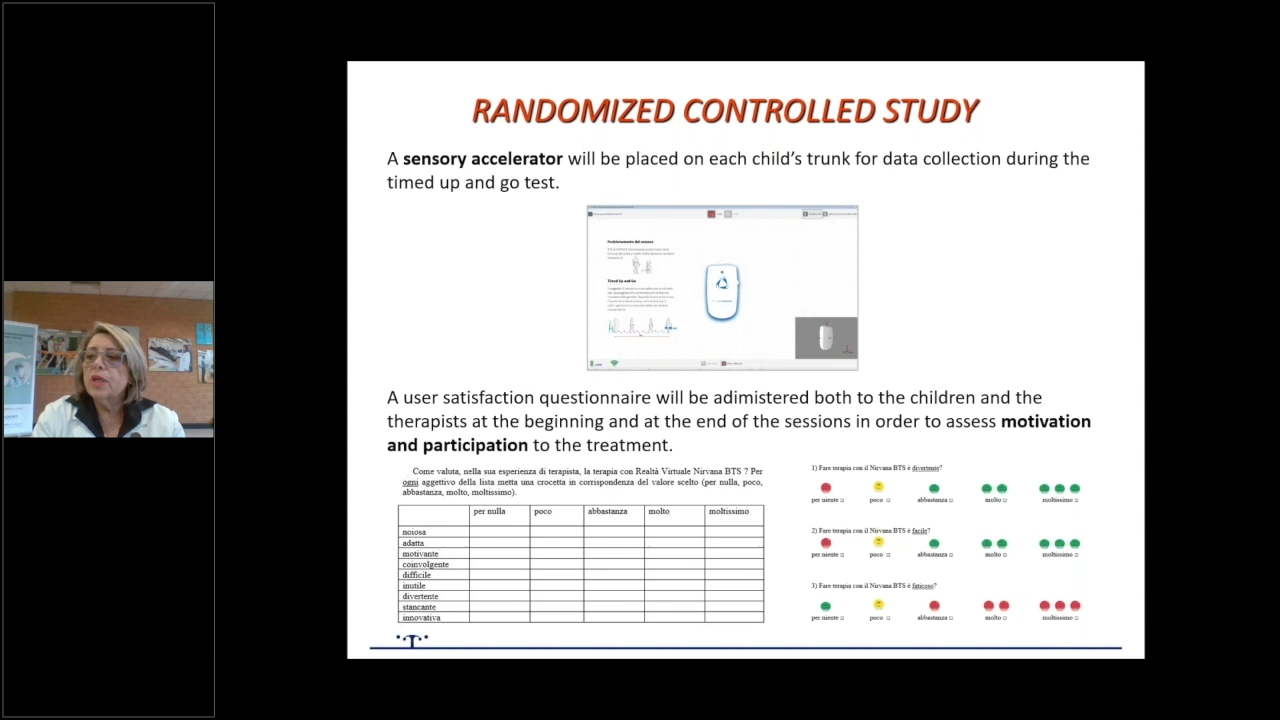 RANDOMIZED CONTROLLED STUDY
A sensory accelerator will be placed on each child's trunk for data collection during the
timed up and go test.
Posizionamento del sensore
Timed Up and Go
A user satisfaction questionnaire will be adimistered both to the children and the
therapists at the beginning and at the end of the sessions in order to assess motivation
and participation to the treatment.
Come valuta, nella sua esperienza di terapista, la terapia con Realtà Virtuale Nirvana BTS ? Per
ogni aggettivo della lista metta una crocetta in corrispondenza del valore scelto (per nulla, poco,
abbastanza, molto, moltissimo).
per nulla poco abbastanza molto moltissimo
noiosa
adatta
motivante
coinvolgente
difficile
inutile
divertente
stancante
innovativa
1) Fare terapia con il Nirvana BTS è divertente?
per niente □ poco □ abbastanza □ molto □ moltissimo □
2) Fare terapia con il Nirvana BTS è facile?
per niente □ poco □ abbastanza □ molto □ moltissimo □
3) Fare terapia con il Nirvana BTS è faticoso?
per niente □ poco □ abbastanza □ molto □ moltissimo □